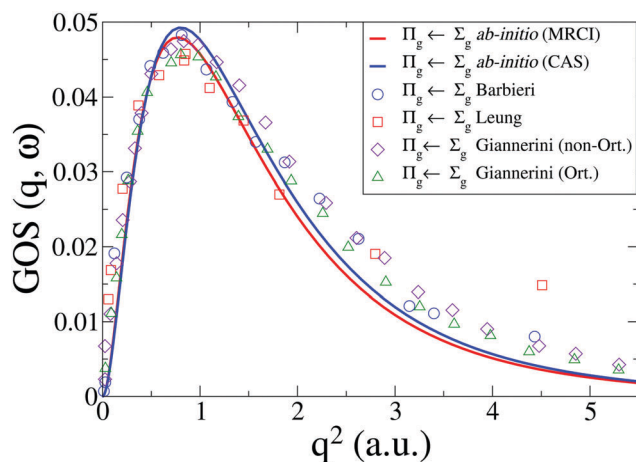 0.05
0.04
0.03
0.02
0.01
0
GOS (q, ω)
0 1 2 3 4 5
q² (a.u.)
Πg ← Σg ab-initio (MRCI)
Πg ← Σg ab-initio (CAS)
Πg ← Σg Barbieri
Πg ← Σg Leung
Πg ← Σg Giannerini (non-Ort.)
Πg ← Σg Giannerini (Ort.)